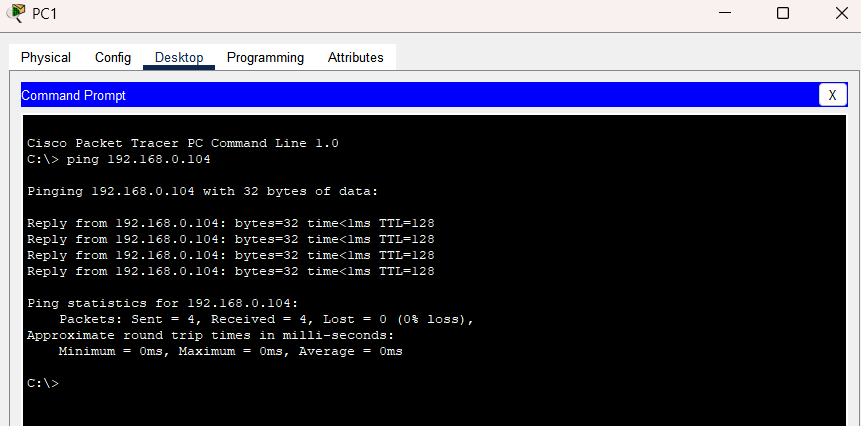 PC1
Physical Config Desktop Programming Attributes
Command Prompt X
Cisco Packet Tracer PC Command Line 1.0
C:\> ping 192.168.0.104
Pinging 192.168.0.104 with 32 bytes of data:
Reply from 192.168.0.104: bytes=32 time<1ms TTL=128
Reply from 192.168.0.104: bytes=32 time<1ms TTL=128
Reply from 192.168.0.104: bytes=32 time<1ms TTL=128
Reply from 192.168.0.104: bytes=32 time<1ms TTL=128
Ping statistics for 192.168.0.104:
Packets: Sent = 4, Received = 4, Lost = 0 (0% loss),
Approximate round trip times in milli-seconds:
Minimum = 0ms, Maximum = 0ms, Average = 0ms
C:\>